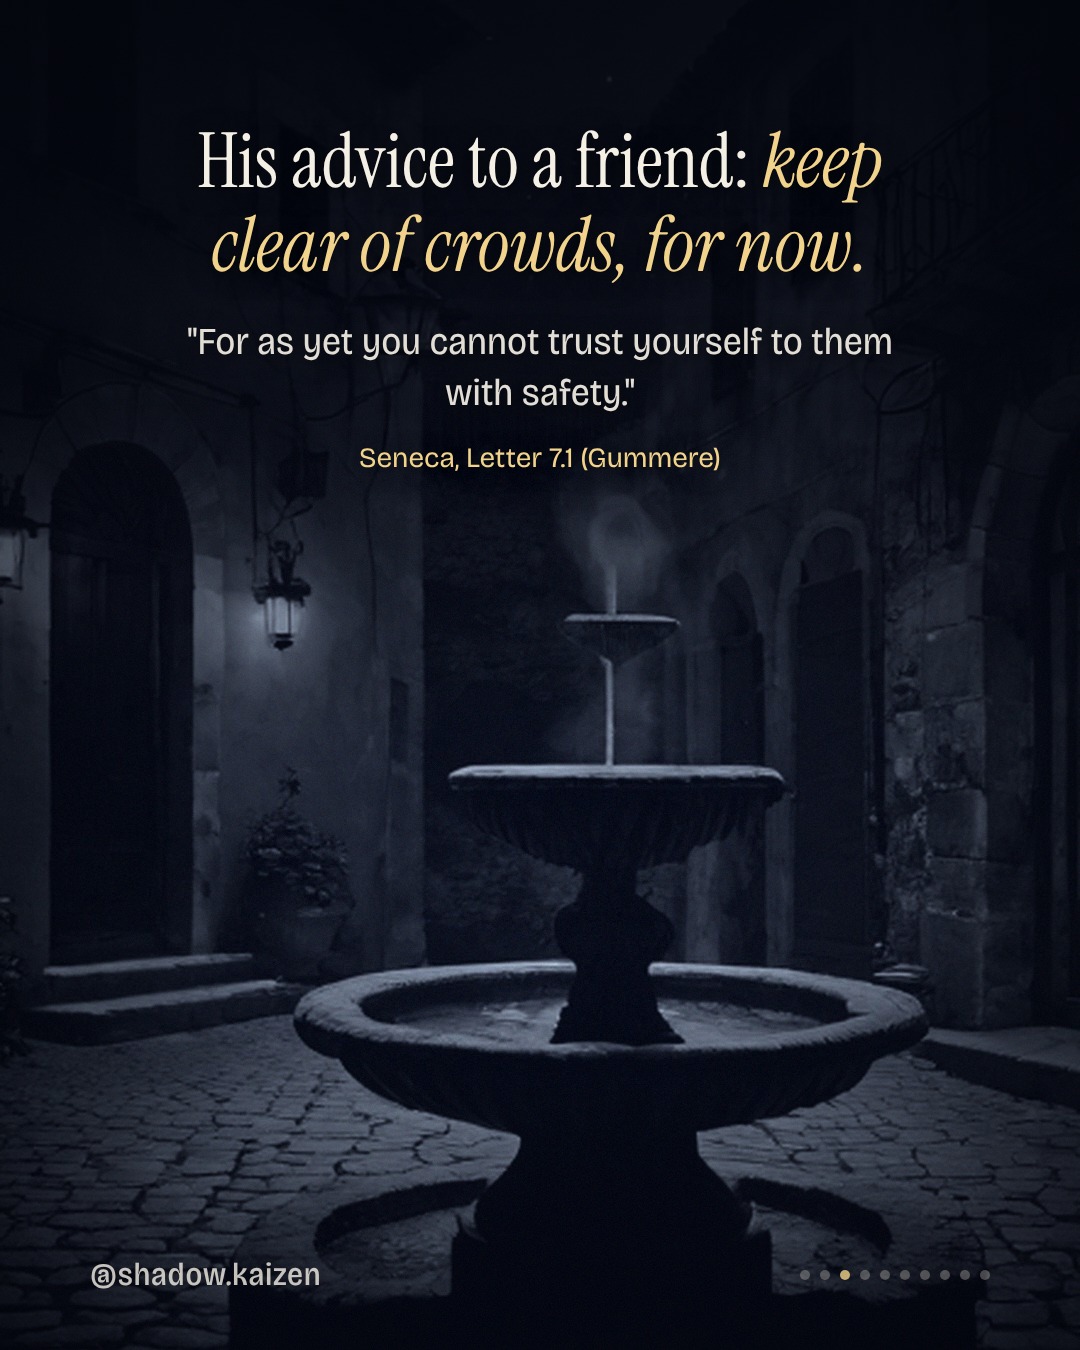 His advice to a friend: keep
clear of crowds, for now.
"For as yet you cannot trust yourself to them
with safety."
Seneca, Letter 7.1 (Gummere)
@shadow.kaizen